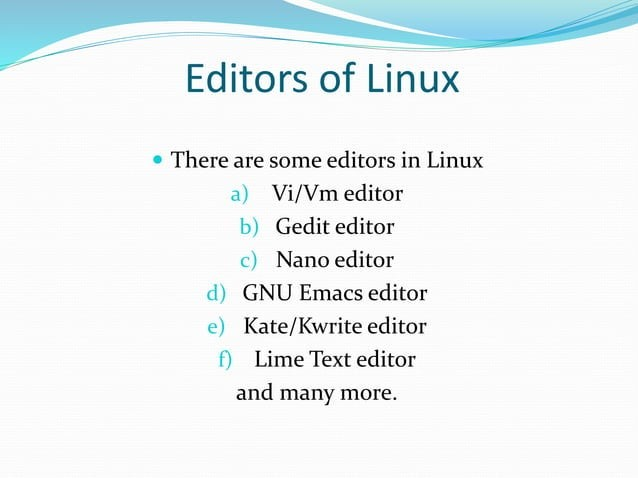 Editors of Linux
• There are some editors in Linux
a) Vi/Vm editor
b) Gedit editor
c) Nano editor
d) GNU Emacs editor
e) Kate/Kwrite editor
f) Lime Text editor
and many more.